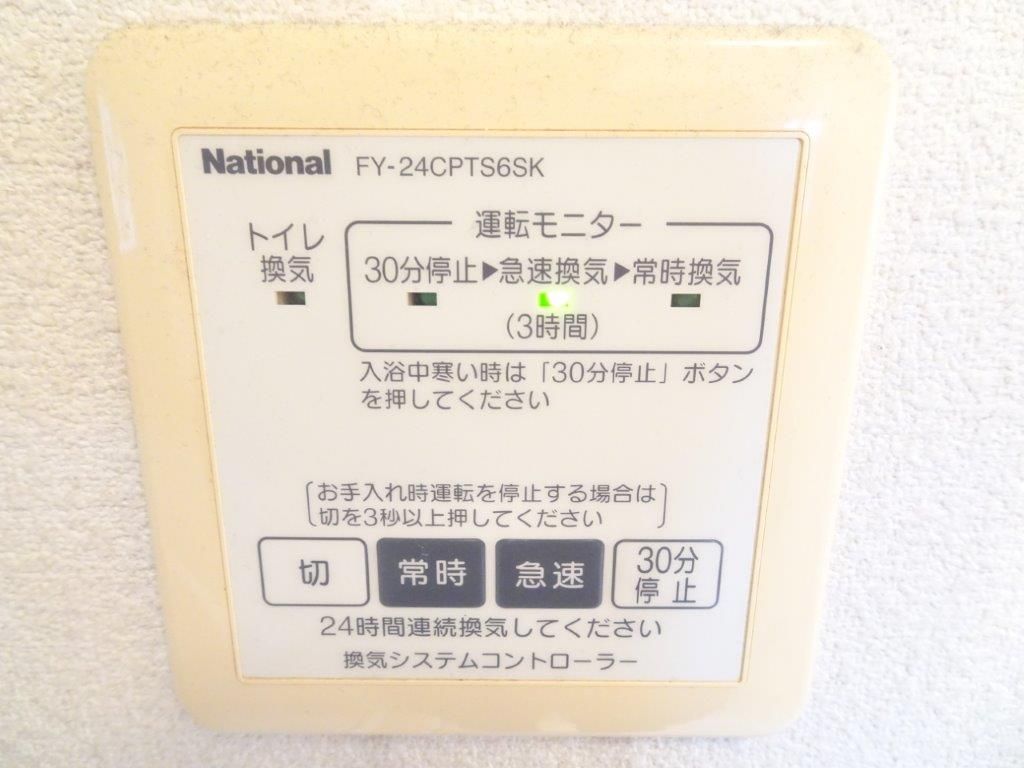 National FY-24CPTS6SK
トイレ
換気
運転モニター
30分停止▶急速換気▶常時換気
(3時間)
入浴中寒い時は「30分停止」ボタン
を押してください
お手入れ時運転を停止する場合は
切を3秒以上押してください
切
常時
急速
30分
停止
24時間連続換気してください
換気システムコントローラー